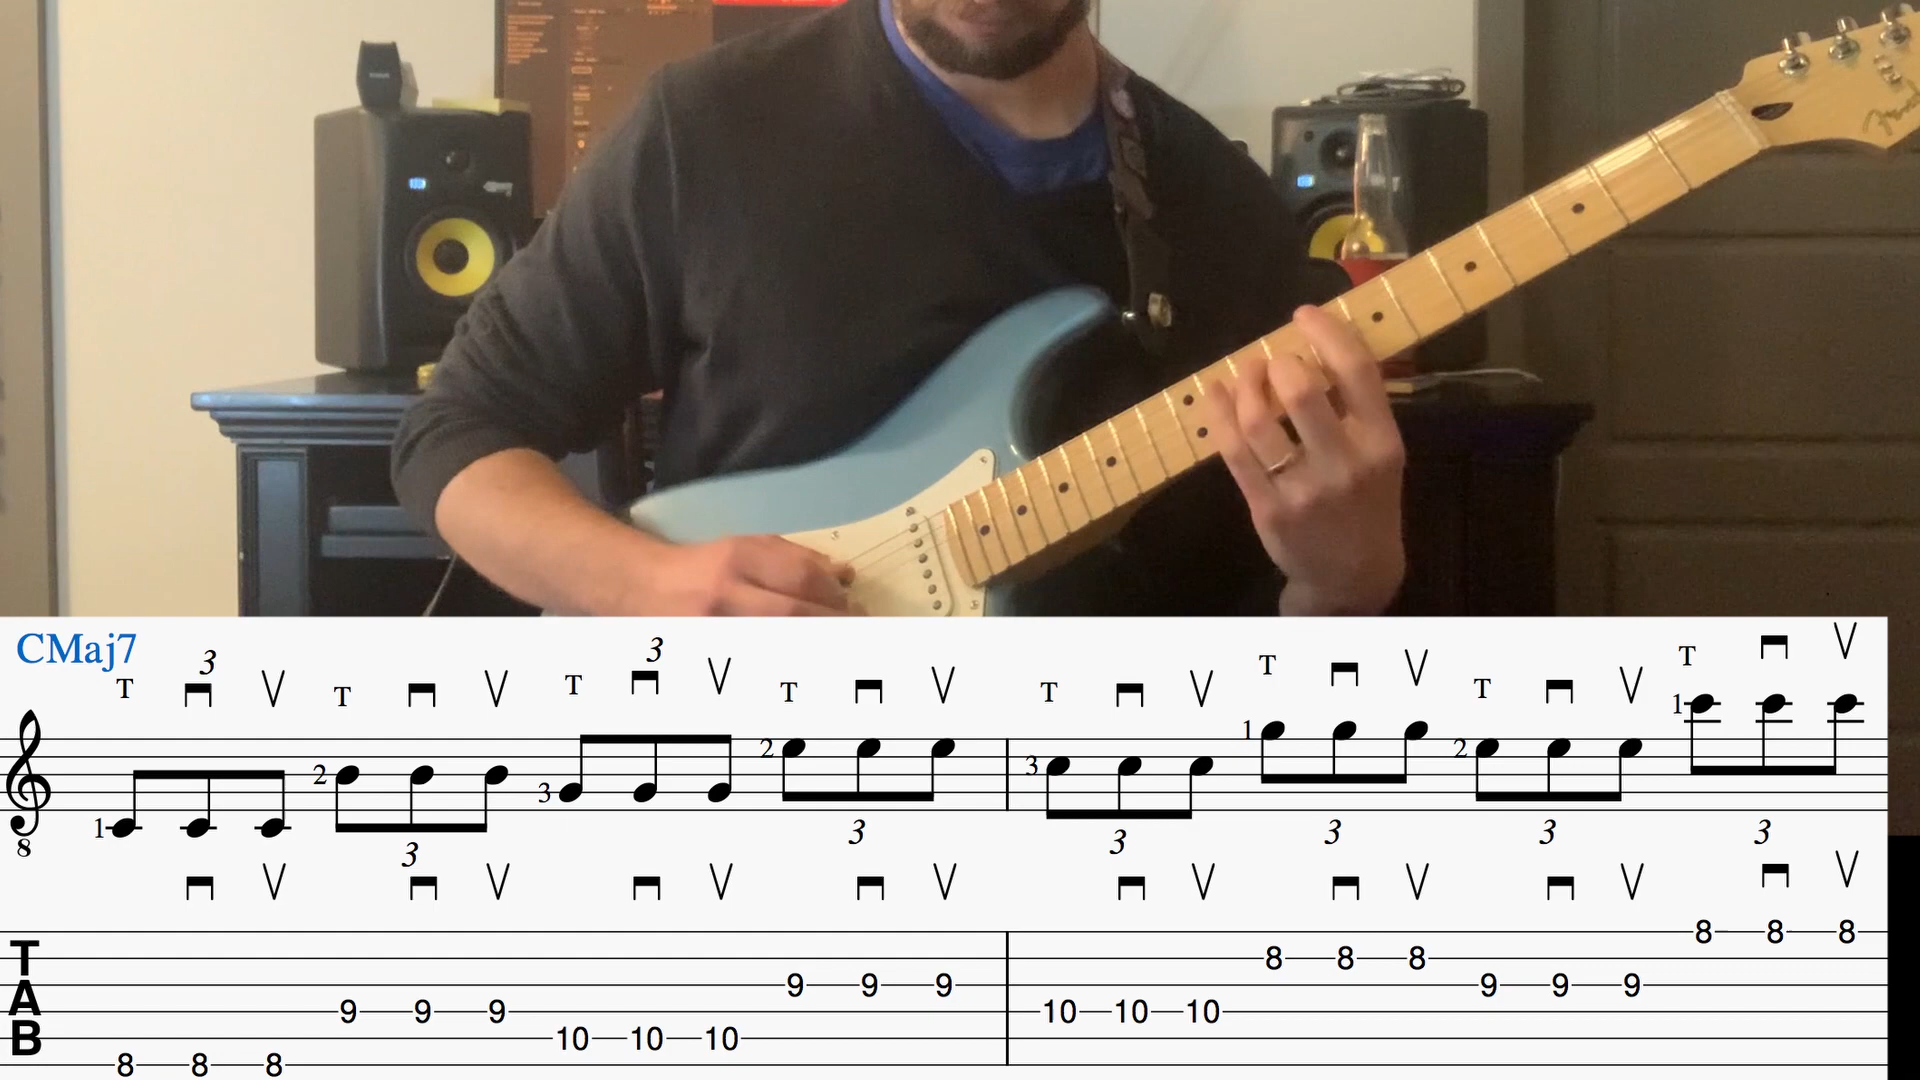 Fender
CMaj7
3 3
T T T T T T T T
1 2 3 2 3 1 2 1
8
3 3 3 3 3 3
T
A
B
8 8 8
8 8 8
9 9 9 9 9 9
9 9 9 10 10 10
10 10 10
8 8 8